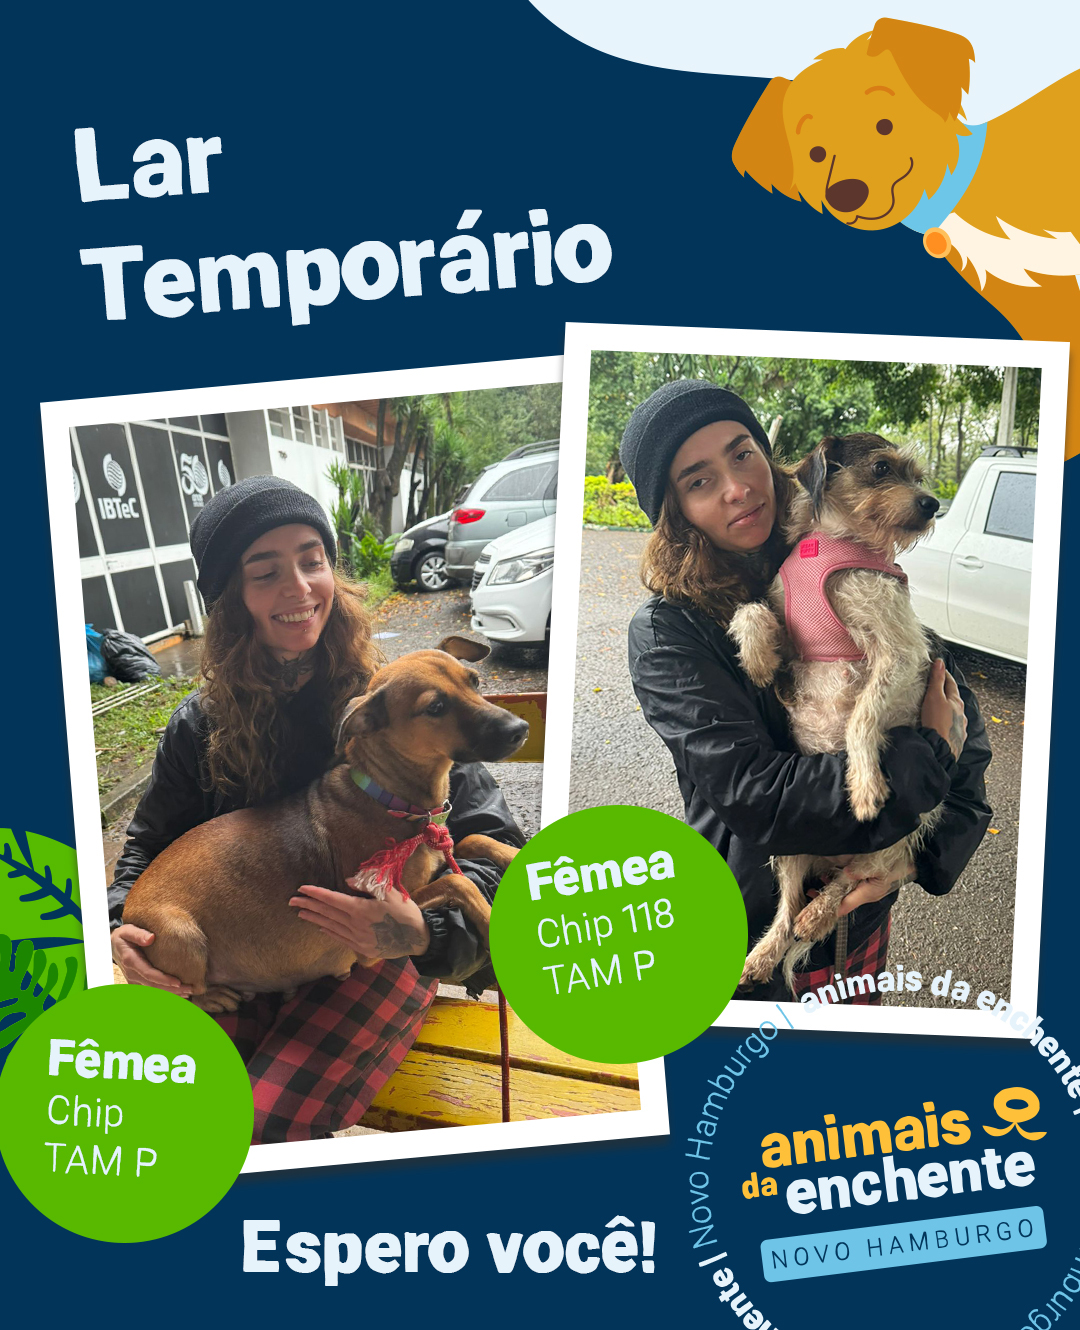 Lar
Temporário
IBTeC
50
Fêmea
Chip 118
TAM P
Fêmea
Chip
TAM P
Espero você!
animais
da enchente
NOVO HAMBURGO
mente | Novo Hamburgo | animais da enchente |